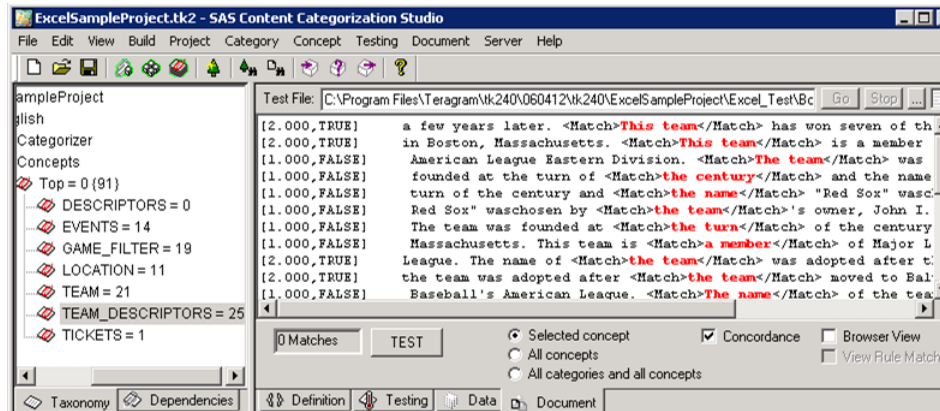 ExcelSampleProject.tk2 - SAS Content Categorization Studio
File Edit View Build Project Category Concept Testing Document Server Help
ampleProject
glish
Categorizer
Concepts
Top = 0 {91}
DESCRIPTORS = 0
EVENTS = 14
GAME_FILTER = 19
LOCATION = 11
TEAM = 21
TEAM_DESCRIPTORS = 25
TICKETS = 1
Taxonomy Dependencies
Test File: C:\Program Files\Teragram\tk240\060412\tk240\ExcelSampleProject\Excel_Test\Bc Go Stop ...
[2.000,TRUE] a few years later. <Match>This team</Match> has won seven of th
[2.000,TRUE] in Boston, Massachusetts. <Match>This team</Match> is a member
[1.000,FALSE] American League Eastern Division. <Match>The team</Match> was
[1.000,FALSE] founded at the turn of <Match>the century</Match> and the name
[1.000,FALSE] turn of the century and <Match>the name</Match> "Red Sox" wasc
[1.000,FALSE] Red Sox" waschosen by <Match>the team</Match>'s owner, John I.
[1.000,FALSE] The team was founded at <Match>the turn</Match> of the century
[1.000,FALSE] Massachusetts. This team is <Match>a member</Match> of Major L
[2.000,TRUE] League. The name of <Match>the team</Match> was adopted after t
[2.000,TRUE] the team was adopted after <Match>the team</Match> moved to Bal
[1.000,FALSE] Baseball's American League. <Match>The name</Match> of the tea
0 Matches TEST
Selected concept
All concepts
All categories and all concepts
Concordance
Browser View
View Rule Match
Definition Testing Data Document